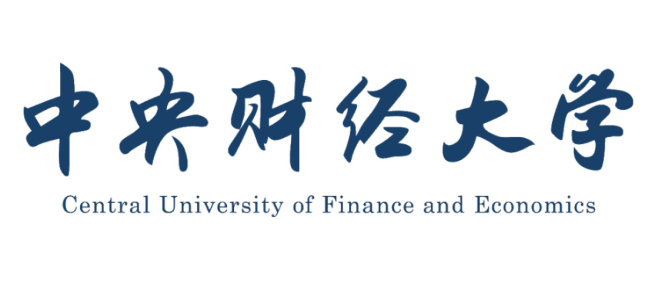 中央财经大学
Central University of Finance and Economics